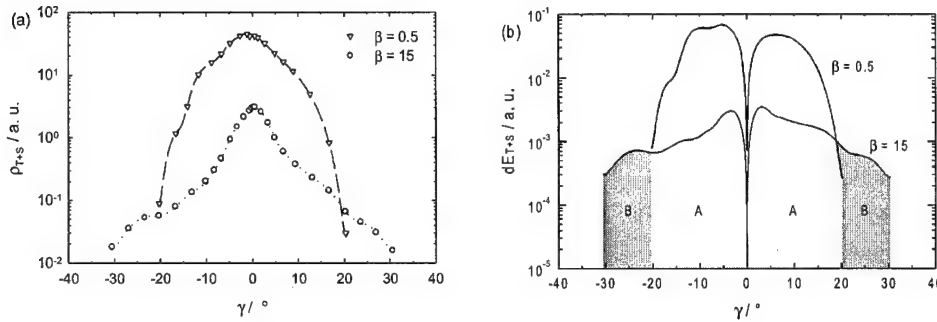 (a)
β = 0.5
β = 15
ρT+S / a. u.
10²
10¹
10⁰
10⁻¹
10⁻²
-40 -30 -20 -10 0 10 20 30 40
γ / °
(b)
β = 0.5
β = 15
dET+S / a. u.
10⁻¹
10⁻²
10⁻³
10⁻⁴
10⁻⁵
B A A B
-40 -30 -20 -10 0 10 20 30 40
γ / °